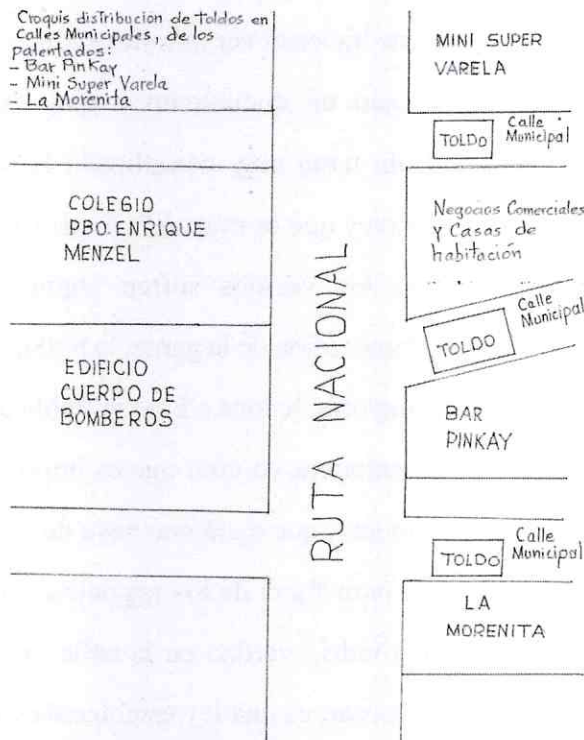 Croquis distribución de Toldos en
Calles Municipales, de los
patentados:
- Bar PinKay
- Mini Super Varela
- La Morenita
COLEGIO
PBO. ENRIQUE
MENZEL
EDIFICIO
CUERPO DE
BOMBEROS
RUTA NACIONAL
MINI SUPER
VARELA
TOLDO
Calle
Municipal
Negocios Comerciales
y Casas de
habitación
TOLDO
Calle
Municipal
BAR
PINKAY
TOLDO
Calle
Municipal
LA
MORENITA